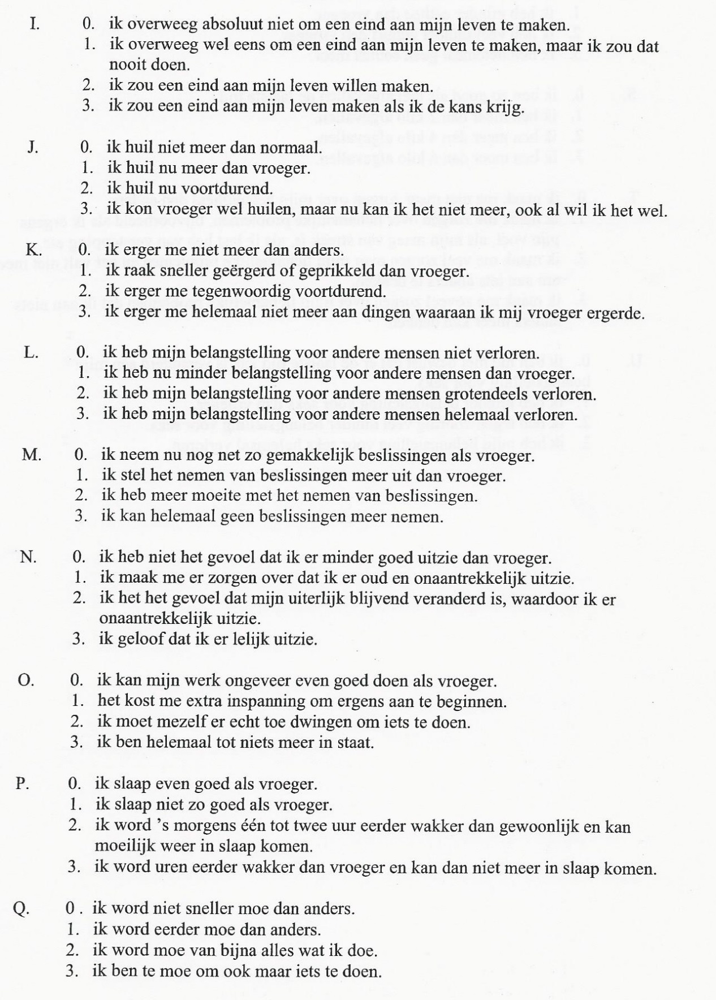 I. 0. ik overweeg absoluut niet om een eind aan mijn leven te maken.
1. ik overweeg wel eens om een eind aan mijn leven te maken, maar ik zou dat
nooit doen.
2. ik zou een eind aan mijn leven willen maken.
3. ik zou een eind aan mijn leven maken als ik de kans krijg.
J. 0. ik huil niet meer dan normaal.
1. ik huil nu meer dan vroeger.
2. ik huil nu voortdurend.
3. ik kon vroeger wel huilen, maar nu kan ik het niet meer, ook al wil ik het wel.
K. 0. ik erger me niet meer dan anders.
1. ik raak sneller geërgerd of geprikkeld dan vroeger.
2. ik erger me tegenwoordig voortdurend.
3. ik erger me helemaal niet meer aan dingen waaraan ik mij vroeger ergerde.
L. 0. ik heb mijn belangstelling voor andere mensen niet verloren.
1. ik heb nu minder belangstelling voor andere mensen dan vroeger.
2. ik heb mijn belangstelling voor andere mensen grotendeels verloren.
3. ik heb mijn belangstelling voor andere mensen helemaal verloren.
M. 0. ik neem nu nog net zo gemakkelijk beslissingen als vroeger.
1. ik stel het nemen van beslissingen meer uit dan vroeger.
2. ik heb meer moeite met het nemen van beslissingen.
3. ik kan helemaal geen beslissingen meer nemen.
N. 0. ik heb niet het gevoel dat ik er minder goed uitzie dan vroeger.
1. ik maak me er zorgen over dat ik er oud en onaantrekkelijk uitzie.
2. ik het het gevoel dat mijn uiterlijk blijvend veranderd is, waardoor ik er
onaantrekkelijk uitzie.
3. ik geloof dat ik er lelijk uitzie.
O. 0. ik kan mijn werk ongeveer even goed doen als vroeger.
1. het kost me extra inspanning om ergens aan te beginnen.
2. ik moet mezelf er echt toe dwingen om iets te doen.
3. ik ben helemaal tot niets meer in staat.
P. 0. ik slaap even goed als vroeger.
1. ik slaap niet zo goed als vroeger.
2. ik word ’s morgens één tot twee uur eerder wakker dan gewoonlijk en kan
moeilijk weer in slaap komen.
3. ik word uren eerder wakker dan vroeger en kan dan niet meer in slaap komen.
Q. 0 . ik word niet sneller moe dan anders.
1. ik word eerder moe dan anders.
2. ik word moe van bijna alles wat ik doe.
3. ik ben te moe om ook maar iets te doen.